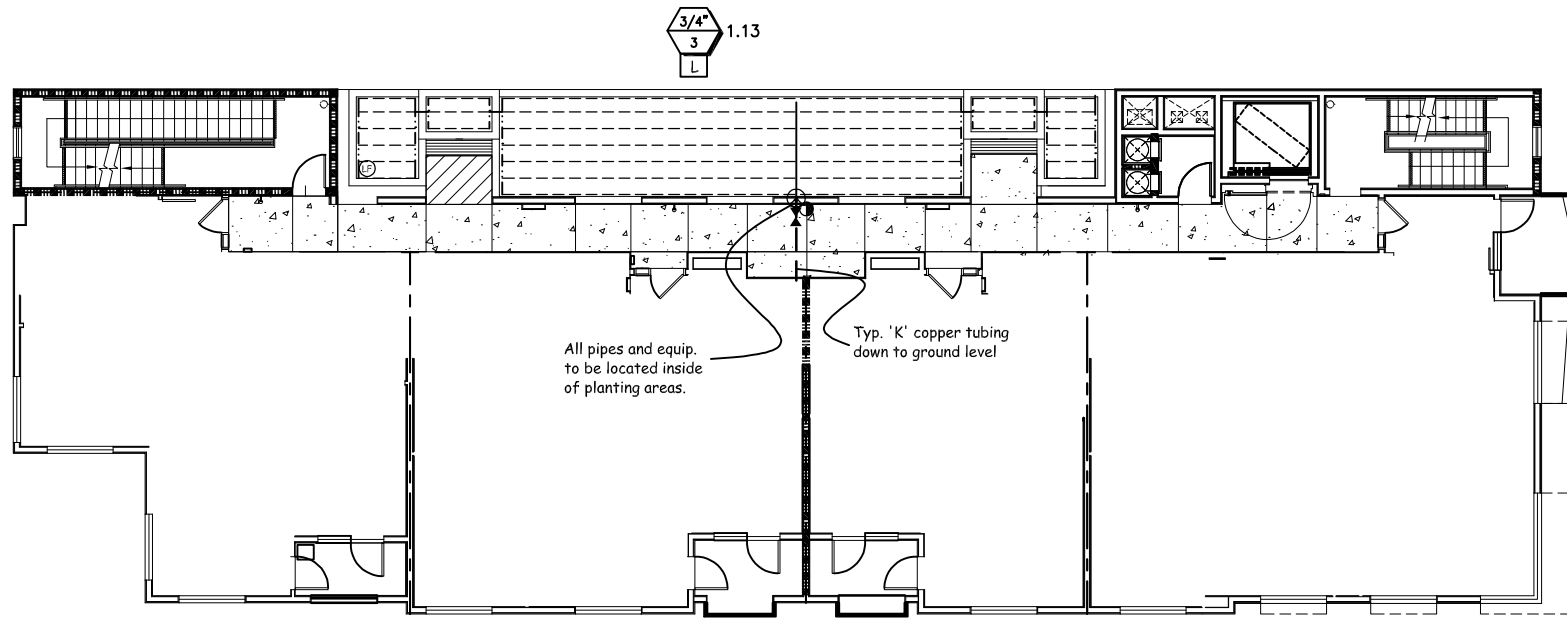 3/4"
3
L
1.13
LF
All pipes and equip.
to be located inside
of planting areas.
Typ. 'K' copper tubing
down to ground level